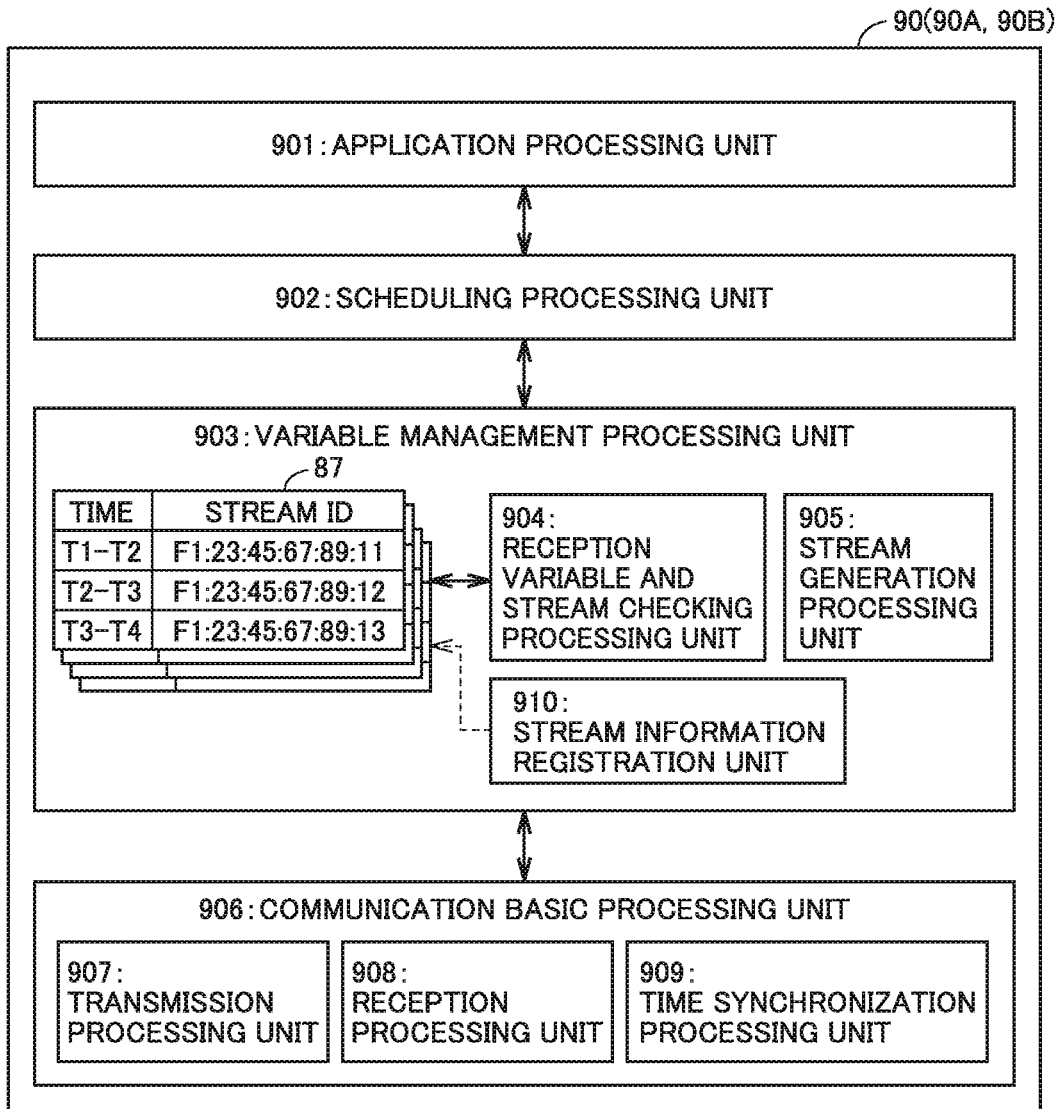 90(90A, 90B)
901:APPLICATION PROCESSING UNIT
902:SCHEDULING PROCESSING UNIT
903:VARIABLE MANAGEMENT PROCESSING UNIT
87
TIME STREAM ID
T1-T2 F1:23:45:67:89:11
T2-T3 F1:23:45:67:89:12
T3-T4 F1:23:45:67:89:13
904:
RECEPTION
VARIABLE AND
STREAM CHECKING
PROCESSING UNIT
905:
STREAM
GENERATION
PROCESSING
UNIT
910:
STREAM INFORMATION
REGISTRATION UNIT
906:COMMUNICATION BASIC PROCESSING UNIT
907:
TRANSMISSION
PROCESSING UNIT
908:
RECEPTION
PROCESSING UNIT
909:
TIME SYNCHRONIZATION
PROCESSING UNIT